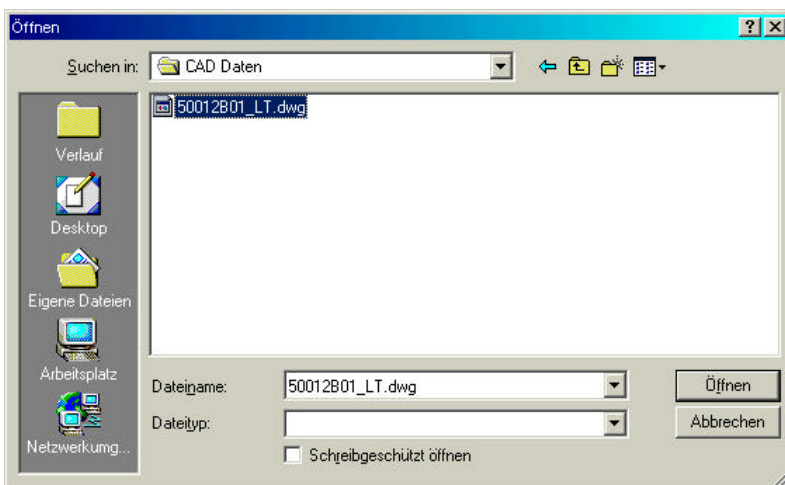 Öffnen
Suchen in: CAD Daten
50012B01_LT.dwg
Verlauf
Desktop
Eigene Dateien
Arbeitsplatz
Netzwerkumg...
Dateiname: 50012B01_LT.dwg Öffnen
Dateityp: Abbrechen
Schreibgeschützt öffnen